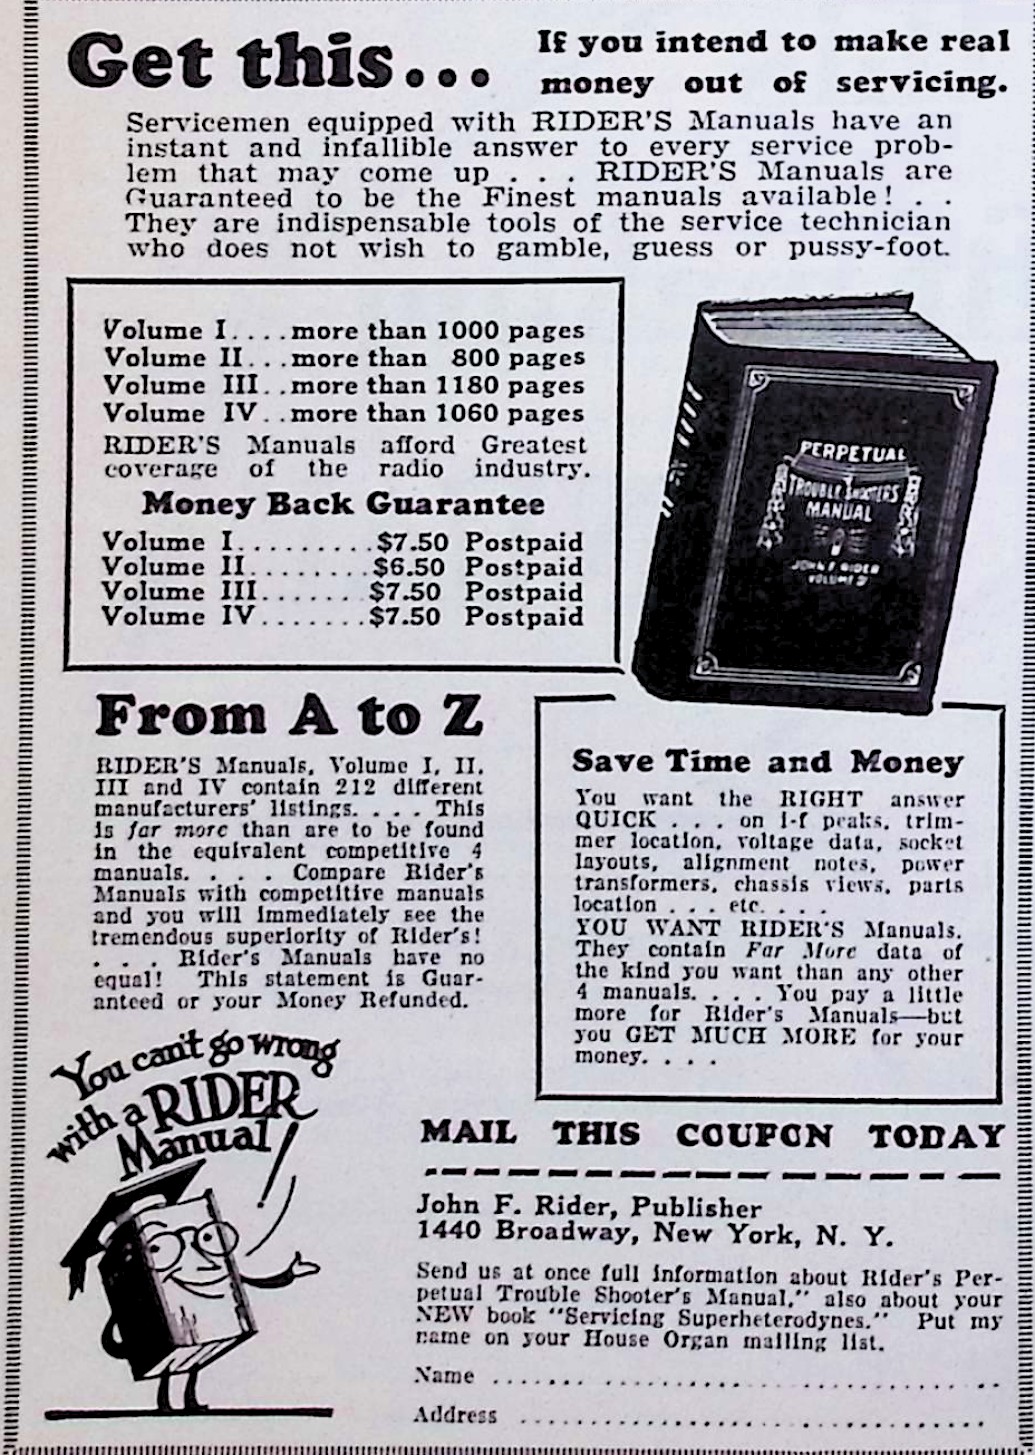 Get this...
If you intend to make real
money out of servicing.
Servicemen equipped with RIDER'S Manuals have an
instant and infallible answer to every service prob-
lem that may come up . . . RIDER'S Manuals are
Guaranteed to be the Finest manuals available! . .
They are indispensable tools of the service technician
who does not wish to gamble, guess or pussy-foot.
Volume I....more than 1000 pages
Volume II...more than 800 pages
Volume III..more than 1180 pages
Volume IV..more than 1060 pages
RIDER'S Manuals afford Greatest
coverage of the radio industry.
Money Back Guarantee
Volume I.........$7.50 Postpaid
Volume II........$6.50 Postpaid
Volume III.......$7.50 Postpaid
Volume IV.......$7.50 Postpaid
PERPETUAL
TROUBLE SHOOTERS
MANUAL
JOHN F. RIDER
VOLUME IV
From A to Z
RIDER'S Manuals, Volume I, II,
III and IV contain 212 different
manufacturers' listings. . . . This
is far more than are to be found
in the equivalent competitive 4
manuals. . . . Compare Rider's
Manuals with competitive manuals
and you will immediately see the
tremendous superiority of Rider's!
. . . Rider's Manuals have no
equal! This statement is Guar-
anteed or your Money Refunded.
Save Time and Money
You want the RIGHT answer
QUICK . . . on i-f peaks, trim-
mer location, voltage data, socket
layouts, alignment notes, power
transformers, chassis views, parts
location . . . etc. . . .
YOU WANT RIDER'S Manuals.
They contain Far More data of
the kind you want than any other
4 manuals. . . . You pay a little
more for Rider's Manuals—but
you GET MUCH MORE for your
money. . . .
You can't go wrong
with a RIDER
Manual!
MAIL THIS COUPON TODAY
John F. Rider, Publisher
1440 Broadway, New York, N. Y.
Send us at once full information about Rider's Per-
petual Trouble Shooter's Manual," also about your
NEW book "Servicing Superheterodynes." Put my
name on your House Organ mailing list.
Name ........................................
Address .....................................